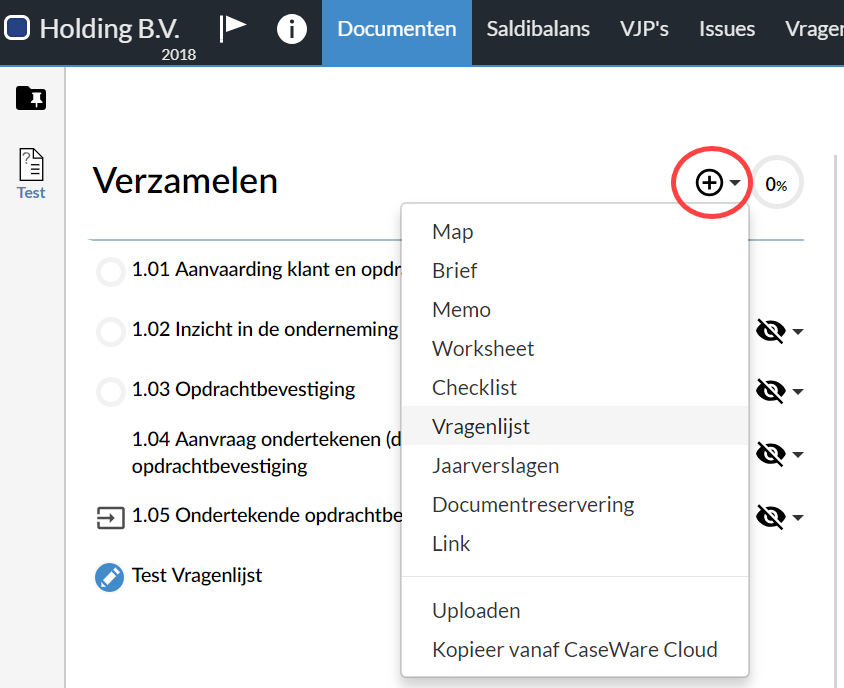 Holding B.V.
2018
Documenten
Saldibalans
VJP's
Issues
Vragen
Test
Verzamelen
0%
1.01 Aanvaarding klant en opdr
1.02 Inzicht in de onderneming
1.03 Opdrachtbevestiging
1.04 Aanvraag ondertekenen (d
opdrachtbevestiging
1.05 Ondertekende opdrachtbe
Test Vragenlijst
Map
Brief
Memo
Worksheet
Checklist
Vragenlijst
Jaarverslagen
Documentreservering
Link
Uploaden
Kopieer vanaf CaseWare Cloud